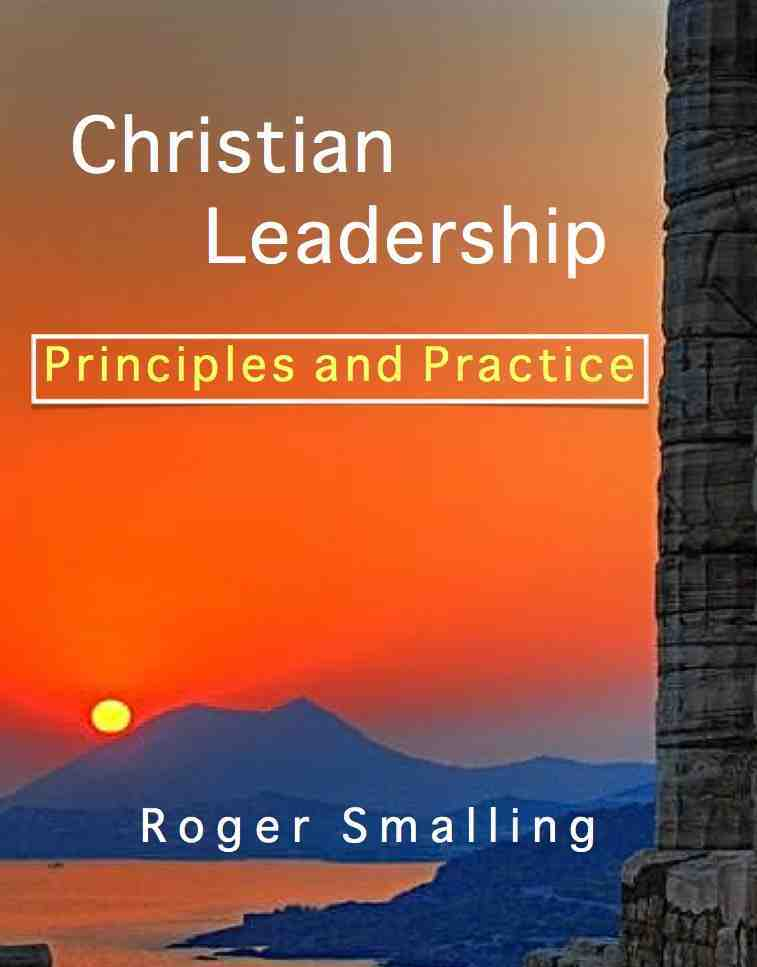 Christian
Leadership
Principles and Practice
Roger Smalling